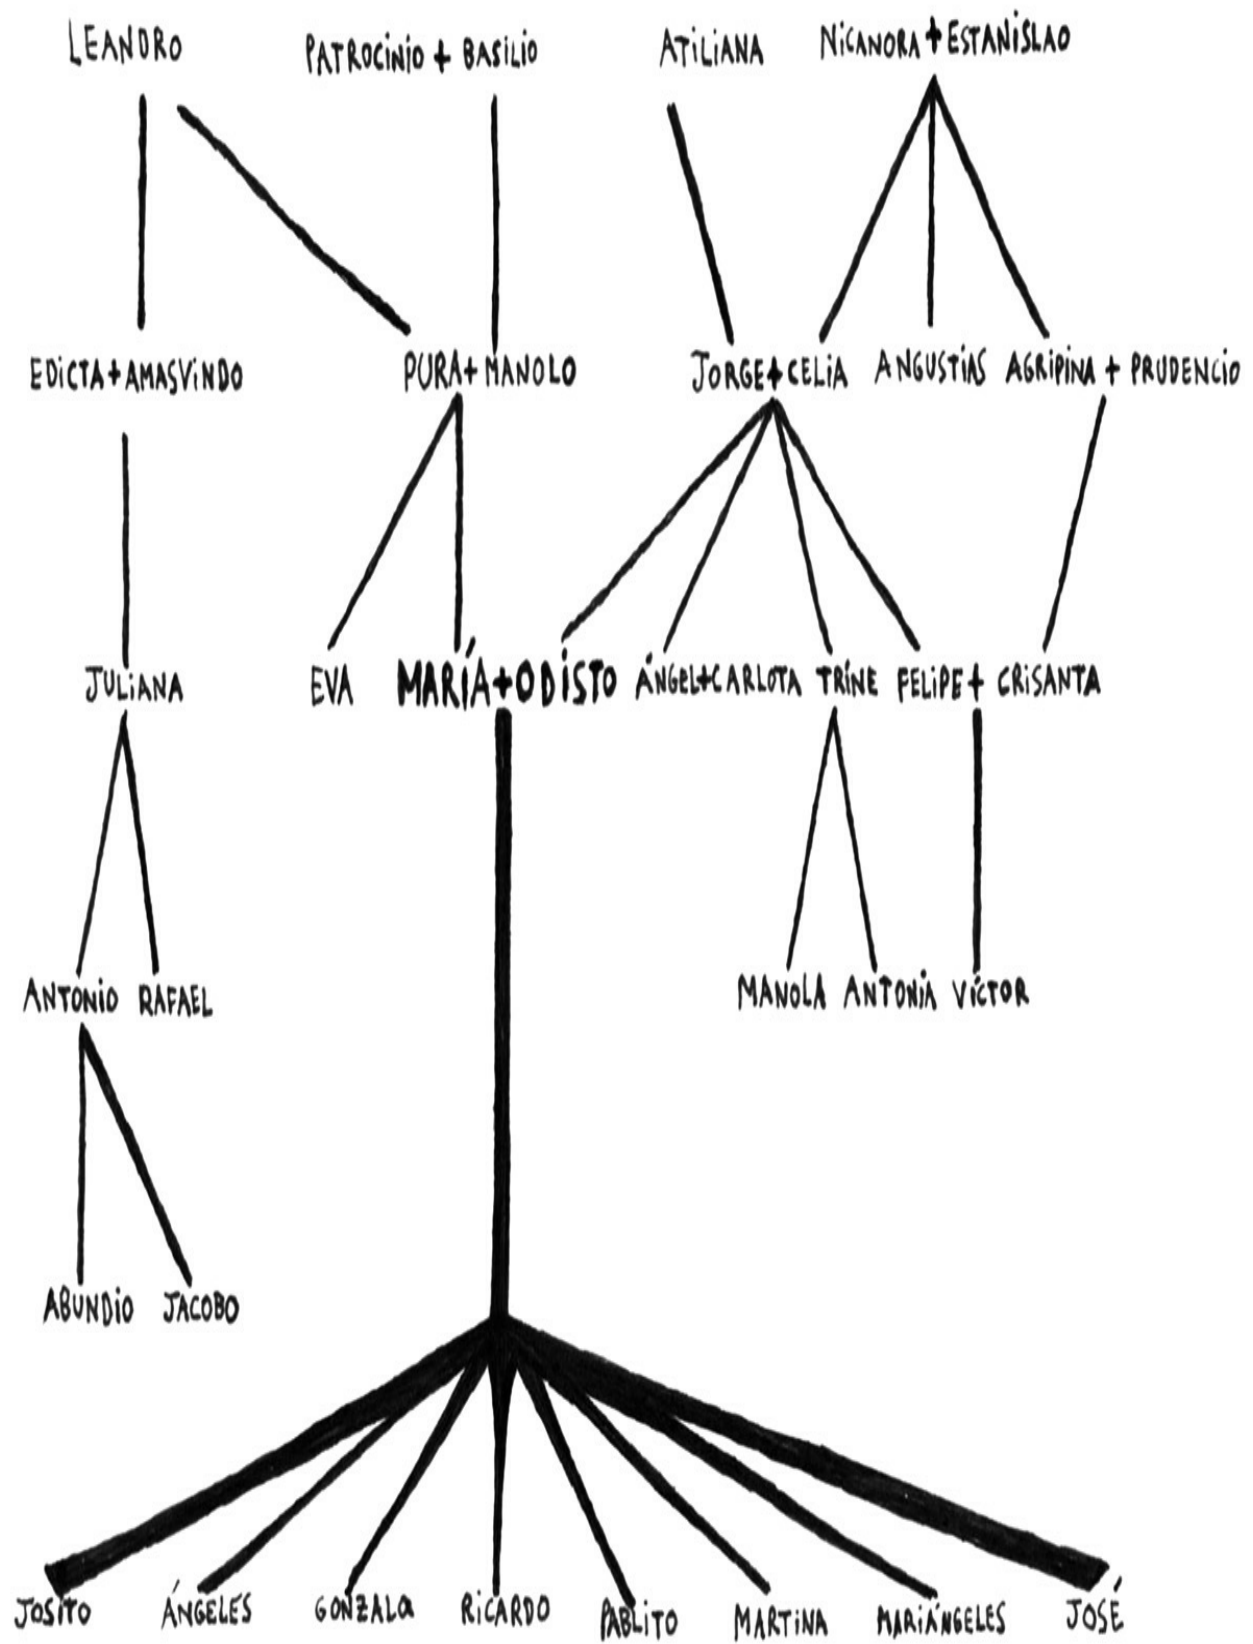 LEANDRO PATROCINIO + BASILIO ATILIANA NICANORA + ESTANISLAO
EDICTA + AMASVINDO PURA + MANOLO JORGE + CELIA ANGUSTIAS AGRIPINA + PRUDENCIO
JULIANA EVA MARÍA + ODISTO ÁNGEL + CARLOTA TRINE FELIPE + CRISANTA
ANTONIO RAFAEL MANOLA ANTONIA VÍCTOR
ABUNDIO JACOBO
JOSITO ÁNGELES GONZALA RICARDO PABLITO MARTINA MARIÁNGELES JOSÉ